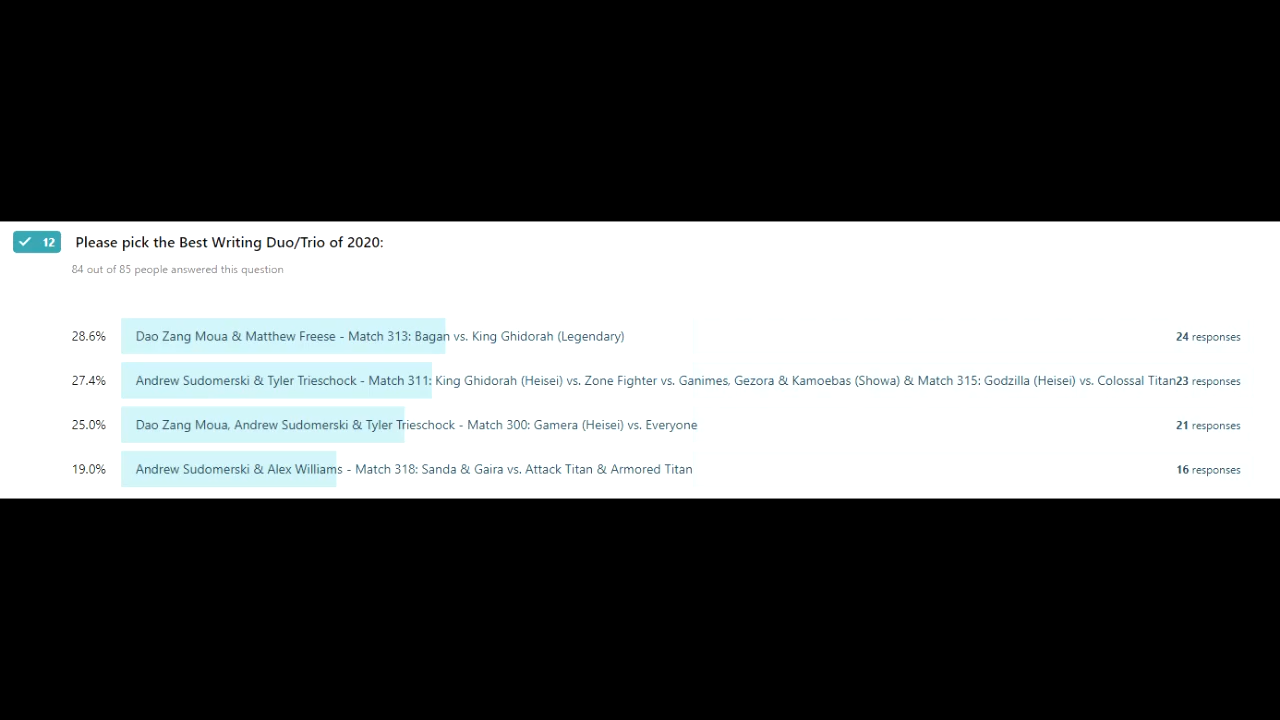 12 Please pick the Best Writing Duo/Trio of 2020:
84 out of 85 people answered this question
28.6% Dao Zang Moua & Matthew Freese - Match 313: Bagan vs. King Ghidorah (Legendary) 24 responses
27.4% Andrew Sudomerski & Tyler Trieschock - Match 311: King Ghidorah (Heisei) vs. Zone Fighter vs. Ganimes, Gezora & Kamoebas (Showa) & Match 315: Godzilla (Heisei) vs. Colossal Titan 23 responses
25.0% Dao Zang Moua, Andrew Sudomerski & Tyler Trieschock - Match 300: Gamera (Heisei) vs. Everyone 21 responses
19.0% Andrew Sudomerski & Alex Williams - Match 318: Sanda & Gaira vs. Attack Titan & Armored Titan 16 responses